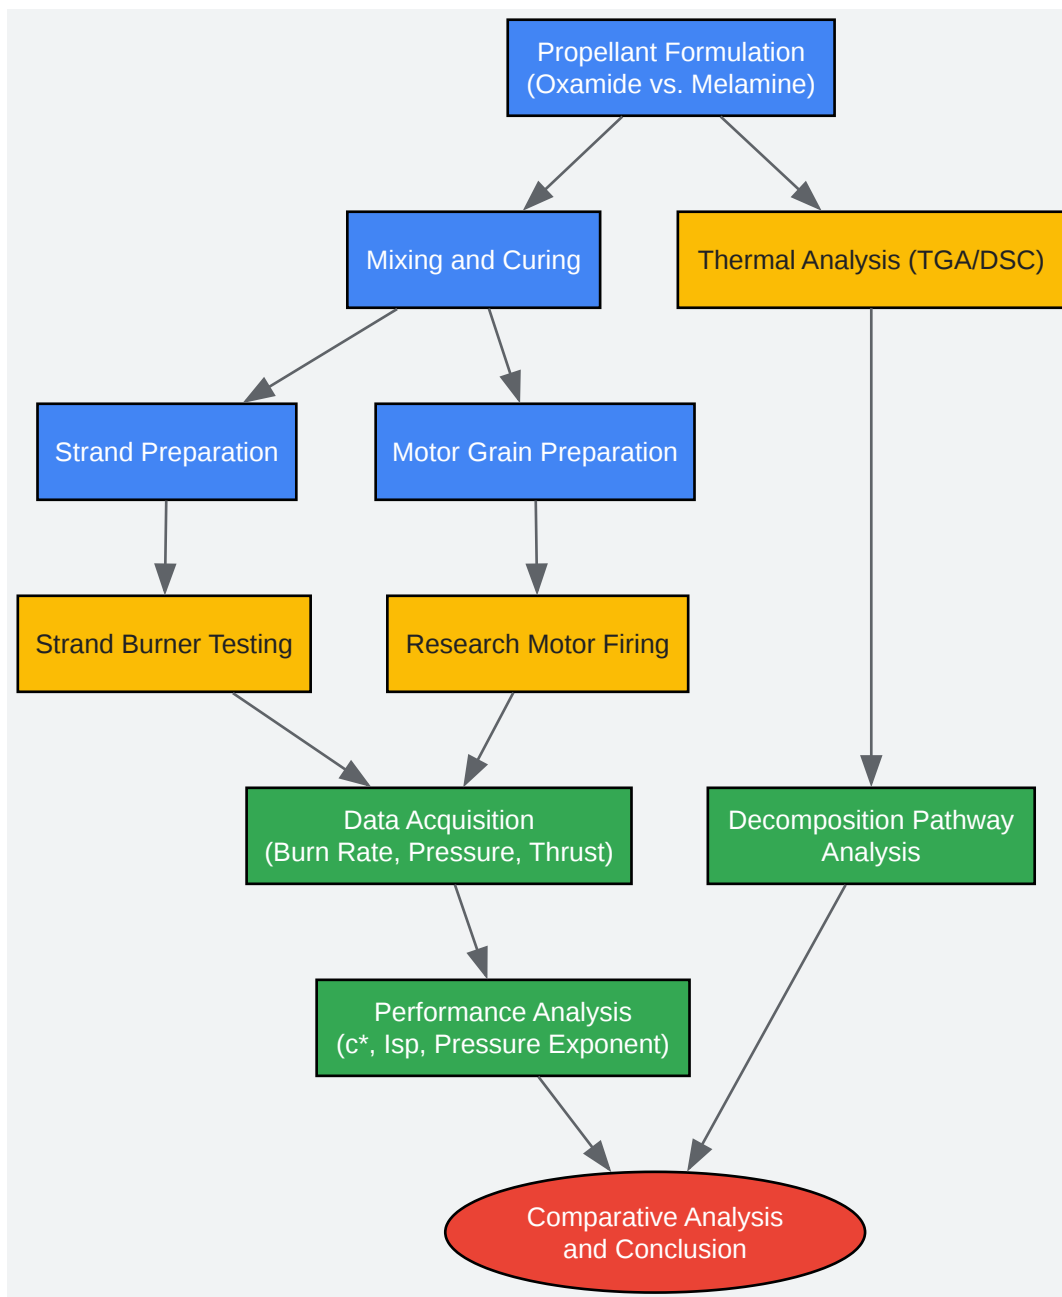 Propellant Formulation
(Oxamide vs. Melamine)
Mixing and Curing
Thermal Analysis (TGA/DSC)
Strand Preparation
Motor Grain Preparation
Strand Burner Testing
Research Motor Firing
Data Acquisition
(Burn Rate, Pressure, Thrust)
Decomposition Pathway
Analysis
Performance Analysis
(c*, Isp, Pressure Exponent)
Comparative Analysis
and Conclusion